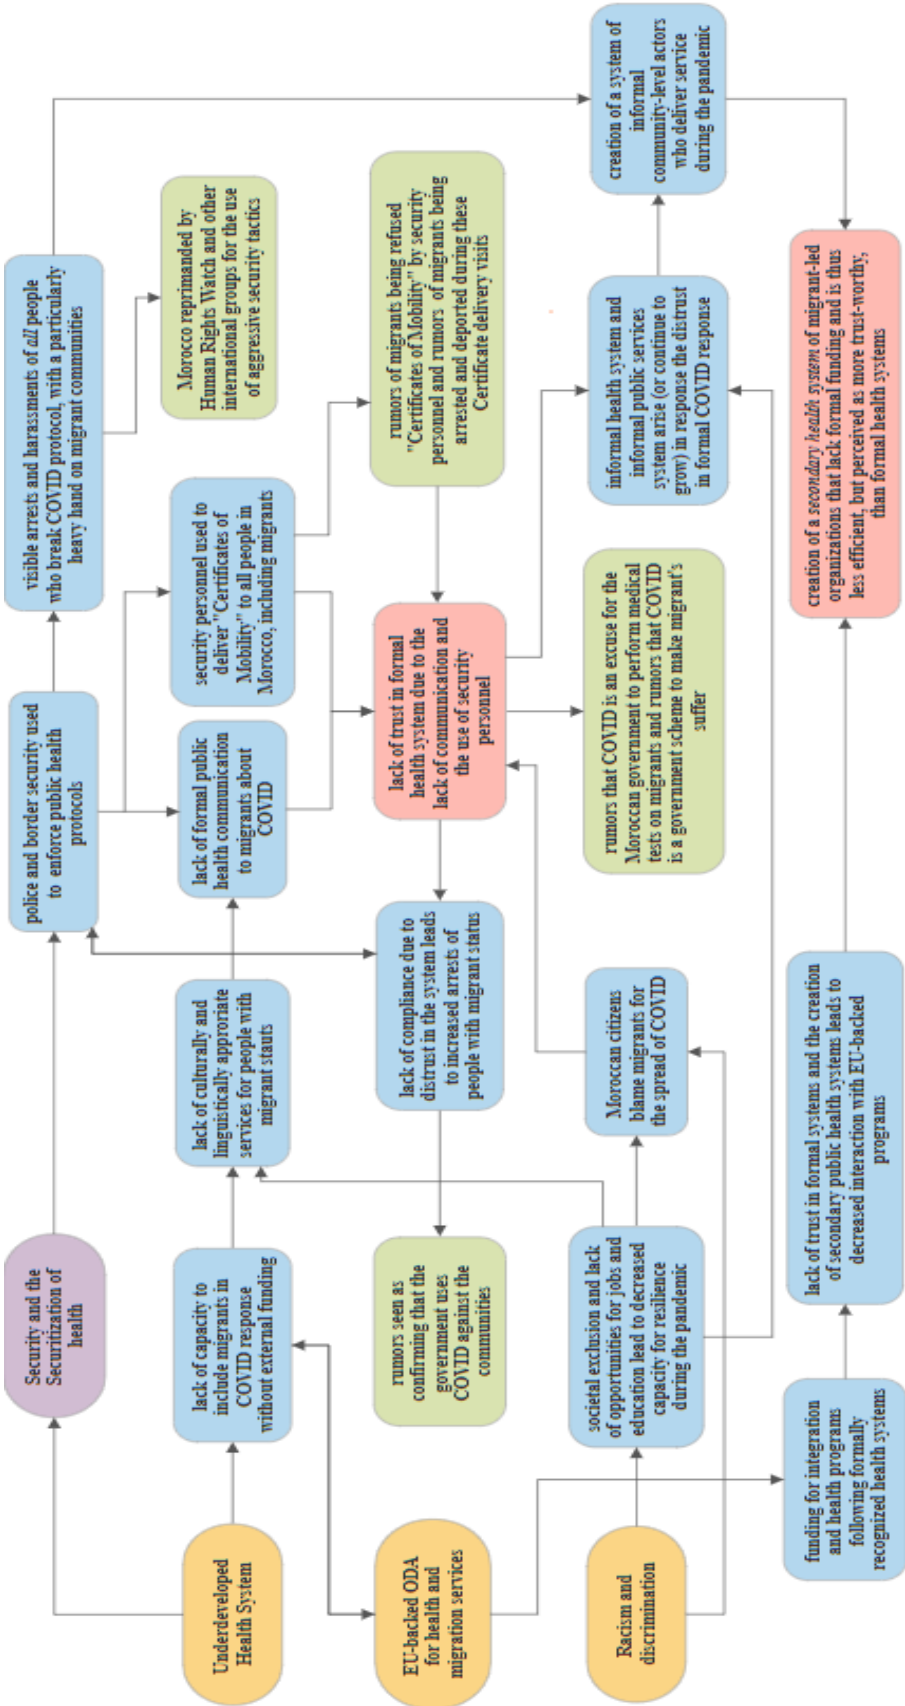 Underdeveloped
Health System
EU-backed ODA
for health and
migration services
Racism and
discrimination
Security and the
Securitization of
health
lack of capacity to
include migrants in
COVID response
without external funding
rumors seen as
confirming that the
government uses
COVID against the
communities
societal exclusion and lack
of opportunities for jobs and
education lead to decreased
capacity for resilience
during the pandemic
funding for integration
and health programs
following formally
recognized health systems
lack of culturally and
linguistically approriate
services for people with
migrant stauts
lack of compliance due to
distrust in the system leads
to increased arrests of
people with migrant status
Moroccan citizens
blame migrants for
the spread of COVID
lack of trust in formal systems and the creation
of secondary public health systems leads to
decreased interaction with EU-backed
programs
police and border security used
to enforce public health
protocols
lack of formal public
health communication
to migrants about
COVID
security personnel used to
deliver "Certificates of
Mobility" to all people in
Morocco, including migrants
lack of trust in formal
health system due to the
lack of communication and
the use of security
personnel
rumors that COVID is an excuse for the
Moroccan government to perform medical
tests on migrants and rumors that COVID
is a government scheme to make migrant's
suffer
visible arrests and harassments of all people
who break COVID protocol, with a particularly
heavy hand on migrant communities
Morocco reprimanded by
Human Rights Watch and other
international groups for the use
of aggressive security tactics
rumors of migrants being refused
"Certificates of Mobility" by security
personnel and rumors of migrants being
arrested and deported during these
Certificate delivery visits
informal health system and
informal public services
system arise (or continue to
grow) in response the distrust
in formal COVID response
creation of a secondary health system of migrant-led
organizations that lack formal funding and is thus
less efficient, but perceived as more trust-worthy,
than formal health systems
creation of a system of
informal
community-level actors
who deliver service
during the pandemic